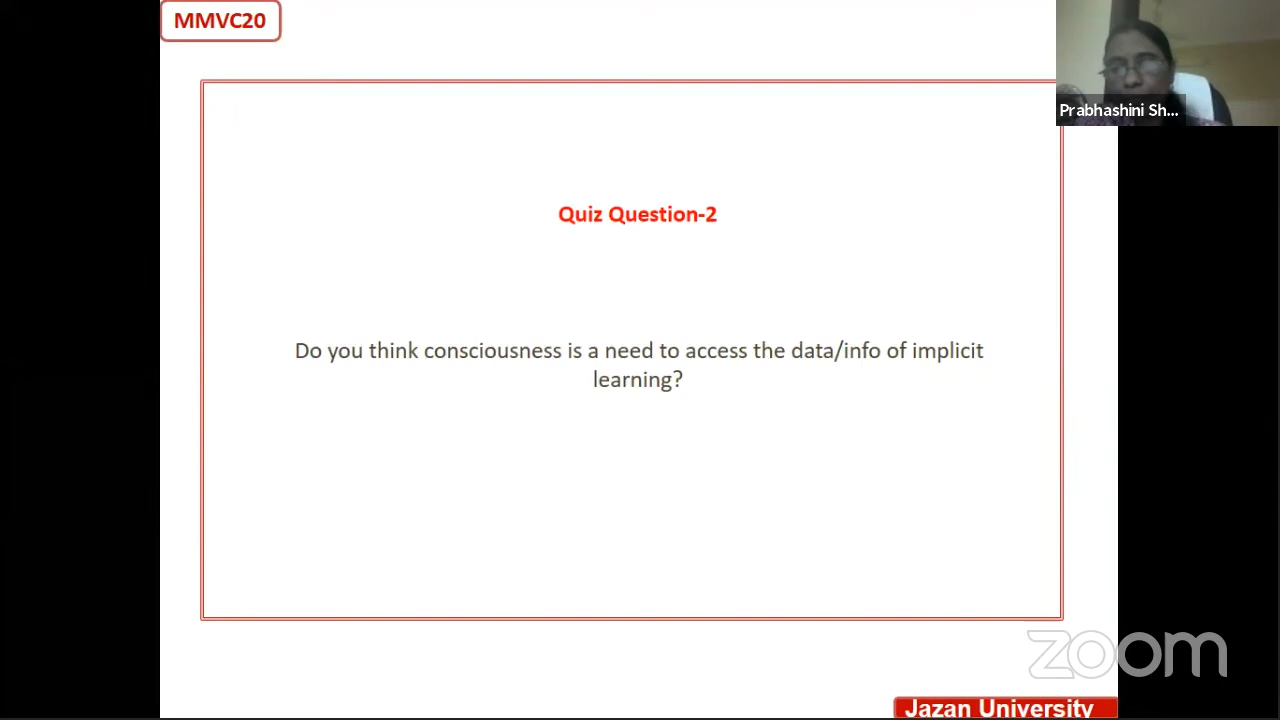 MMVC20
Prabhashini Sh...
Quiz Question-2
Do you think consciousness is a need to access the data/info of implicit
learning?
zoom
Jazan University